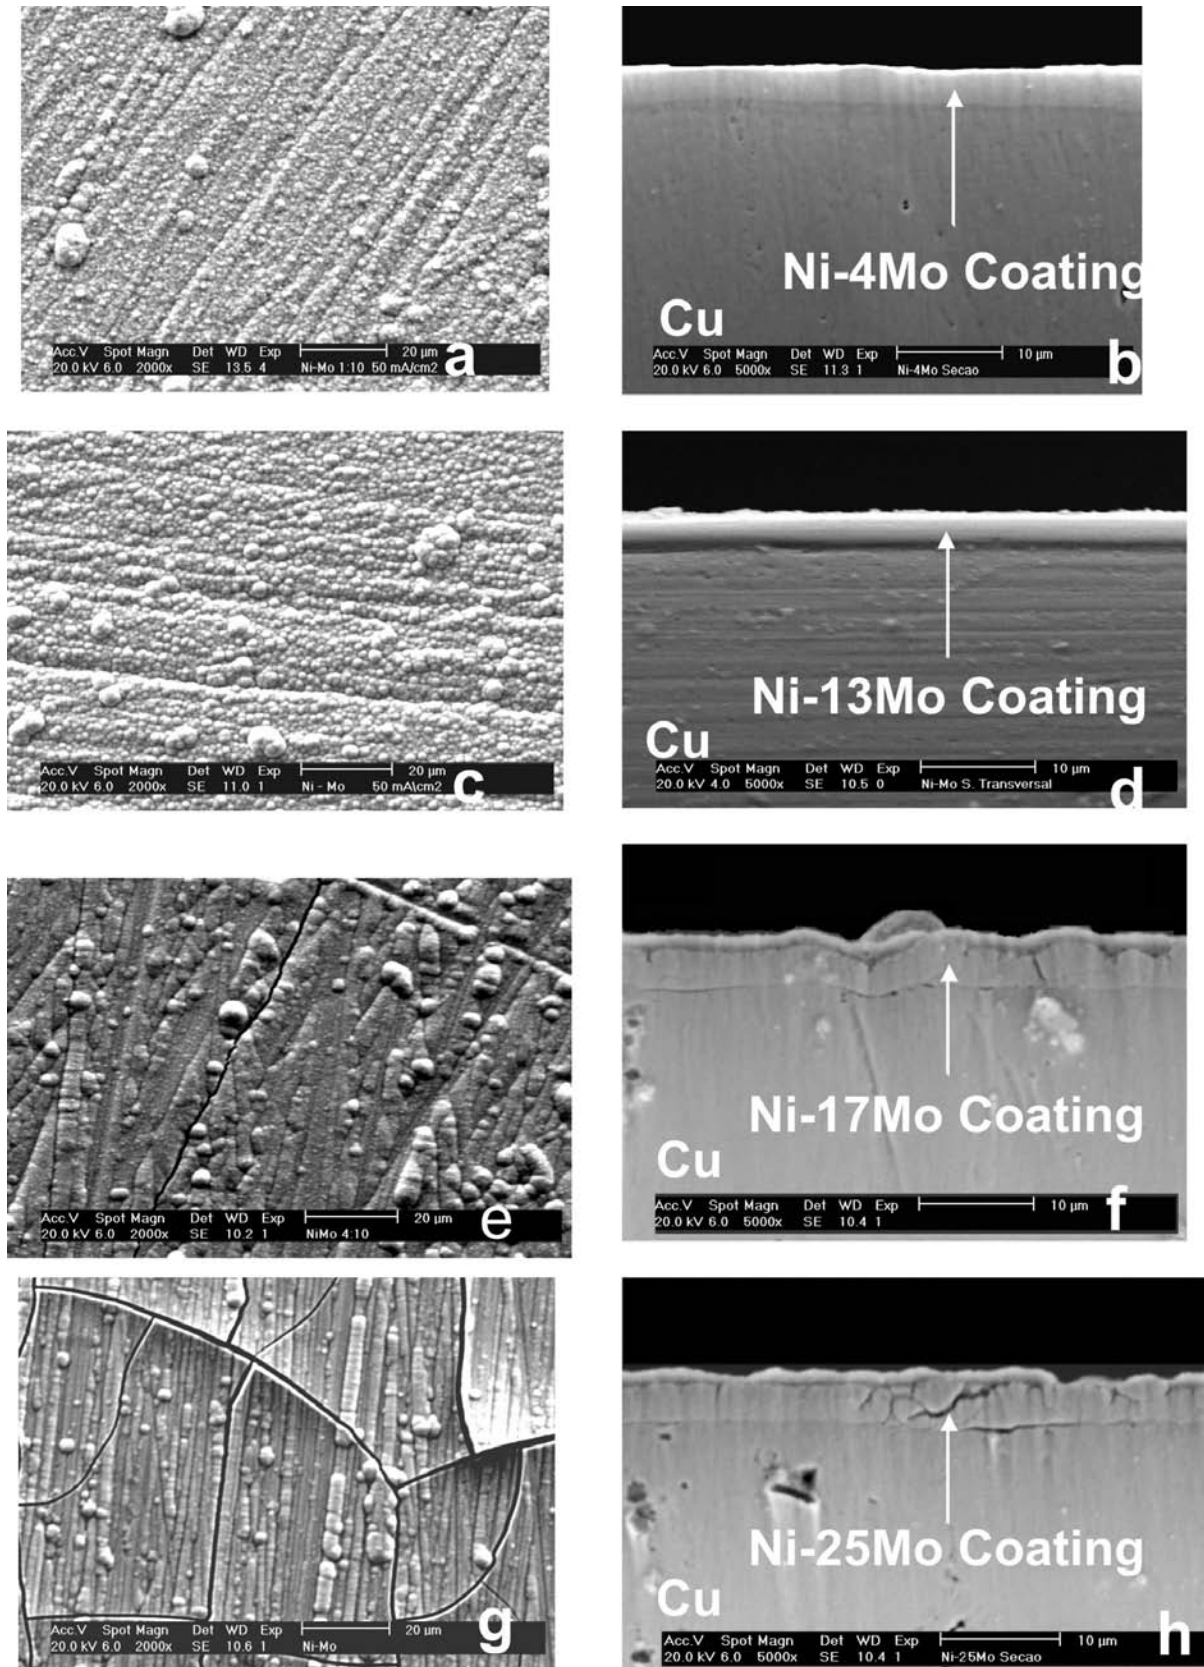 Acc.V Spot Magn Det WD Exp 20 µm
20.0 kV 6.0 2000x SE 13.5 4 Ni-Mo 1:10 50 mA/cm2
a
Ni-4Mo Coating
Cu
Acc.V Spot Magn Det WD Exp 10 µm
20.0 kV 6.0 5000x SE 11.3 1 Ni-4Mo Secao
b
Acc.V Spot Magn Det WD Exp 20 µm
20.0 kV 6.0 2000x SE 11.0 1 Ni - Mo 50 mA\cm2
c
Ni-13Mo Coating
Cu
Acc.V Spot Magn Det WD Exp 10 µm
20.0 kV 4.0 5000x SE 10.5 0 Ni-Mo S. Transversal
d
Acc.V Spot Magn Det WD Exp 20 µm
20.0 kV 6.0 2000x SE 10.2 1 NiMo 4:10
e
Ni-17Mo Coating
Cu
Acc.V Spot Magn Det WD Exp 10 µm
20.0 kV 6.0 5000x SE 10.4 1
f
Acc.V Spot Magn Det WD Exp 20 µm
20.0 kV 6.0 2000x SE 10.6 1 Ni-Mo
g
Ni-25Mo Coating
Cu
Acc.V Spot Magn Det WD Exp 10 µm
20.0 kV 6.0 5000x SE 10.4 1 Ni-25Mo Secao
h